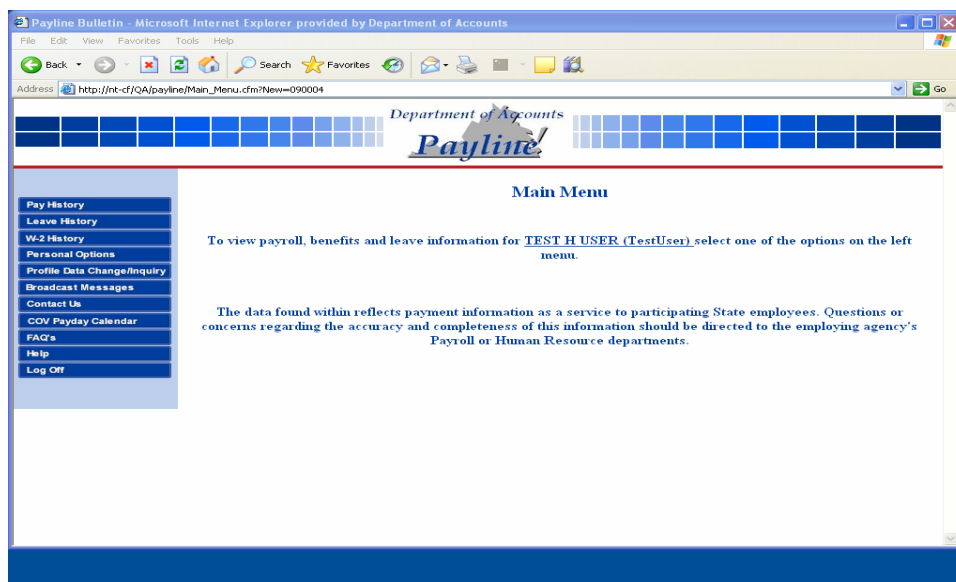 Payline Bulletin - Microsoft Internet Explorer provided by Department of Accounts
File Edit View Favorites Tools Help
Back Search Favorites
Address http://nt-cf/QA/payline/Main_Menu.cfm?New=090004 Go
Department of Accounts
Payline!
Main Menu
Pay History
Leave History
W-2 History
Personal Options
Profile Data Change/Inquiry
Broadcast Messages
Contact Us
COV Payday Calendar
FAQ's
Help
Log Off
To view payroll, benefits and leave information for TEST H USER (TestUser) select one of the options on the left
menu.
The data found within reflects payment information as a service to participating State employees. Questions or
concerns regarding the accuracy and completeness of this information should be directed to the employing agency's
Payroll or Human Resource departments.